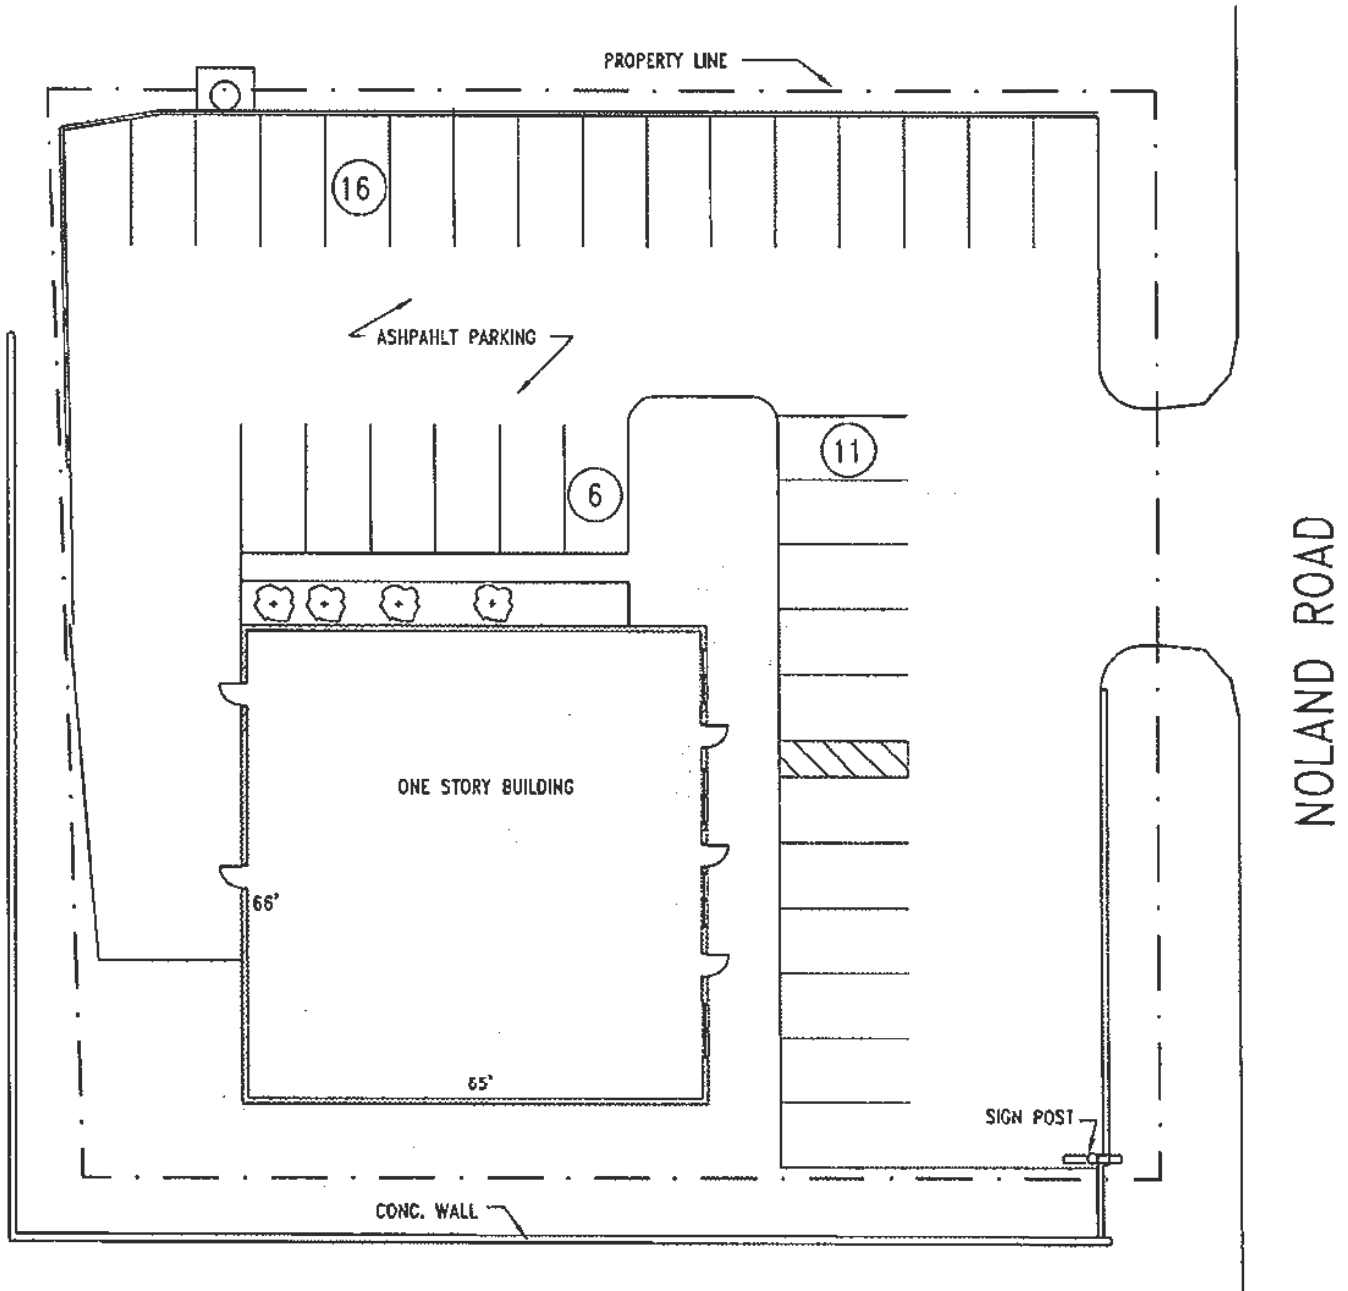 PROPERTY LINE
16
ASHPAHLT PARKING
11
6
NOLAND ROAD
ONE STORY BUILDING
66'
65'
SIGN POST
CONC. WALL